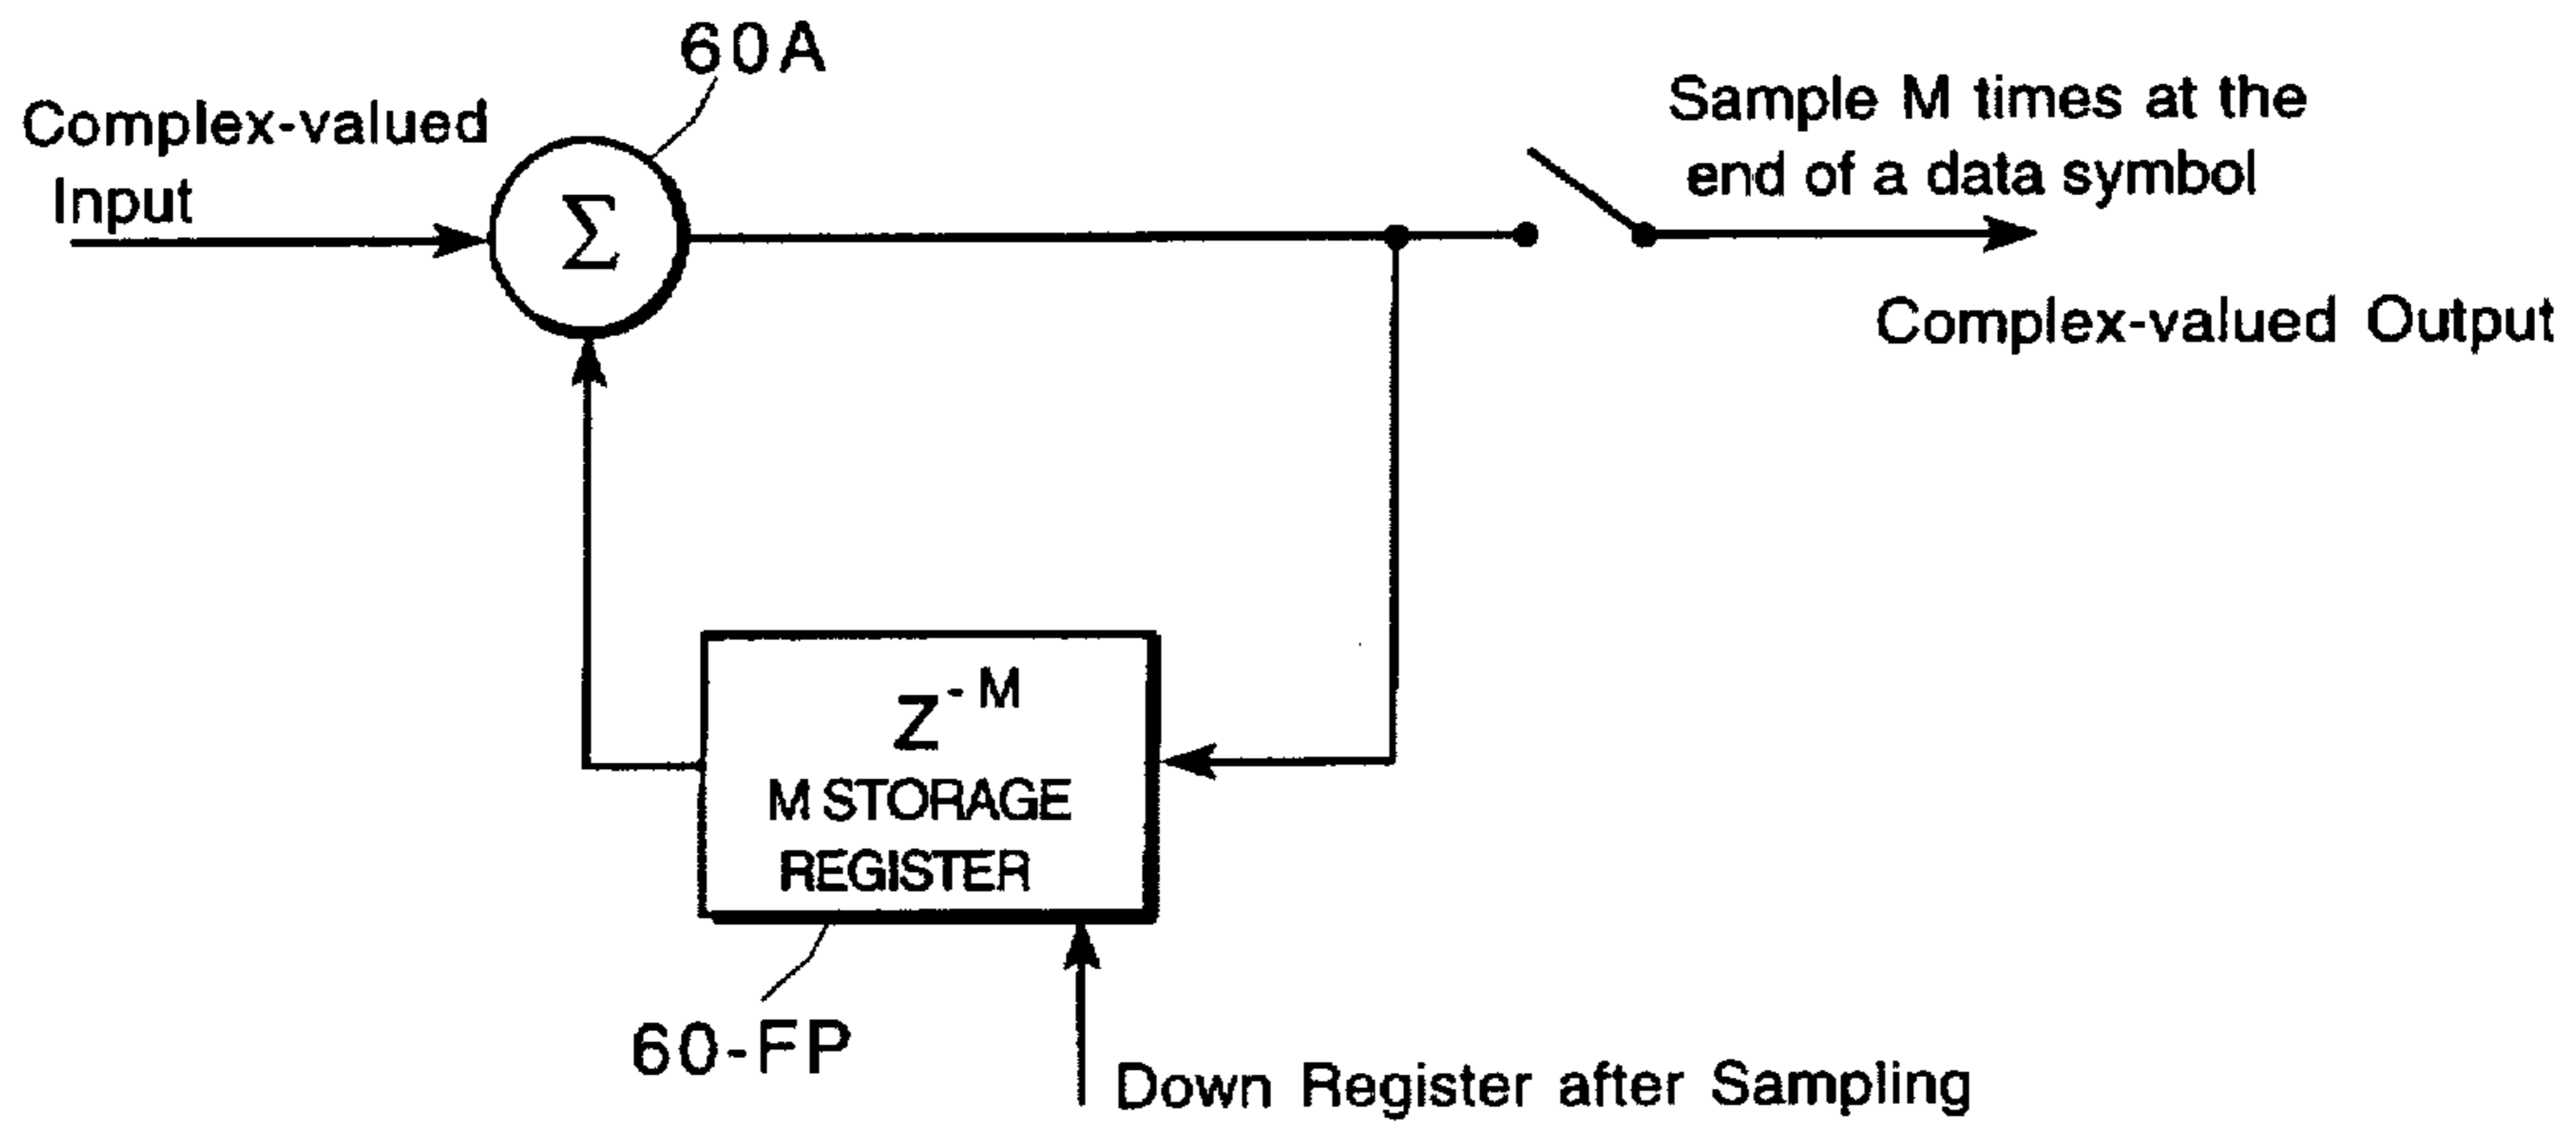 60A
Complex-valued
Input
Σ
Sample M times at the
end of a data symbol
Complex-valued Output
Z^-M
M STORAGE
REGISTER
60-FP
Down Register after Sampling